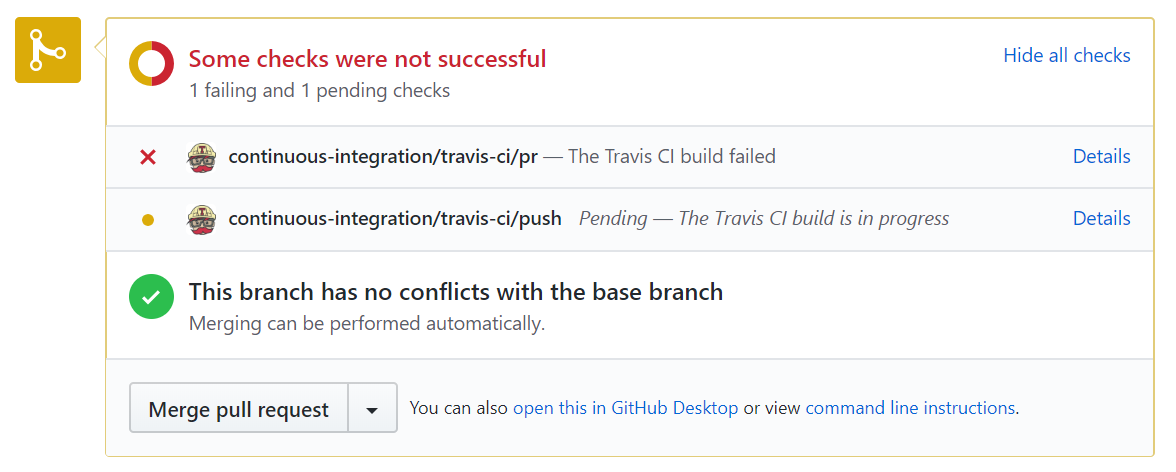 Some checks were not successful
Hide all checks
1 failing and 1 pending checks
continuous-integration/travis-ci/pr — The Travis CI build failed
Details
continuous-integration/travis-ci/push Pending — The Travis CI build is in progress
Details
This branch has no conflicts with the base branch
Merging can be performed automatically.
Merge pull request
You can also open this in GitHub Desktop or view command line instructions.